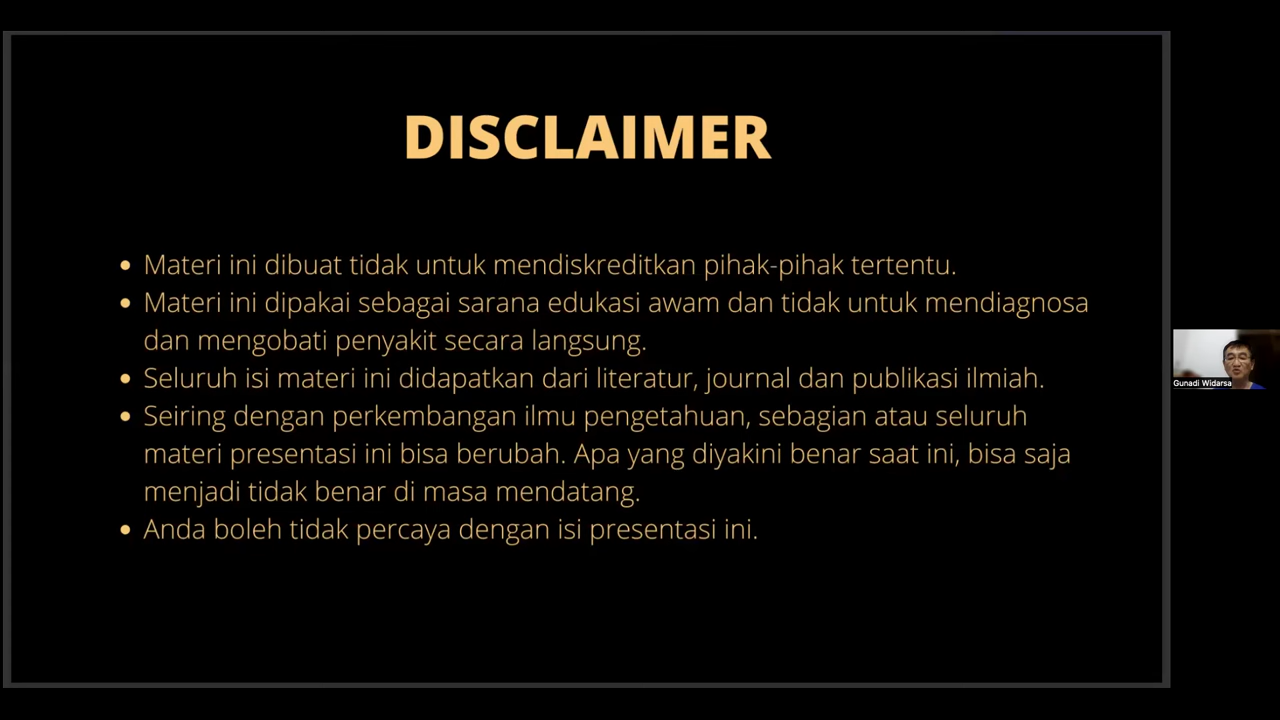 DISCLAIMER
Materi ini dibuat tidak untuk mendiskreditkan pihak-pihak tertentu.
Materi ini dipakai sebagai sarana edukasi awam dan tidak untuk mendiagnosa
dan mengobati penyakit secara langsung.
Seluruh isi materi ini didapatkan dari literatur, journal dan publikasi ilmiah.
Seiring dengan perkembangan ilmu pengetahuan, sebagian atau seluruh
materi presentasi ini bisa berubah. Apa yang diyakini benar saat ini, bisa saja
menjadi tidak benar di masa mendatang.
Anda boleh tidak percaya dengan isi presentasi ini.
Gunadi Widarsa